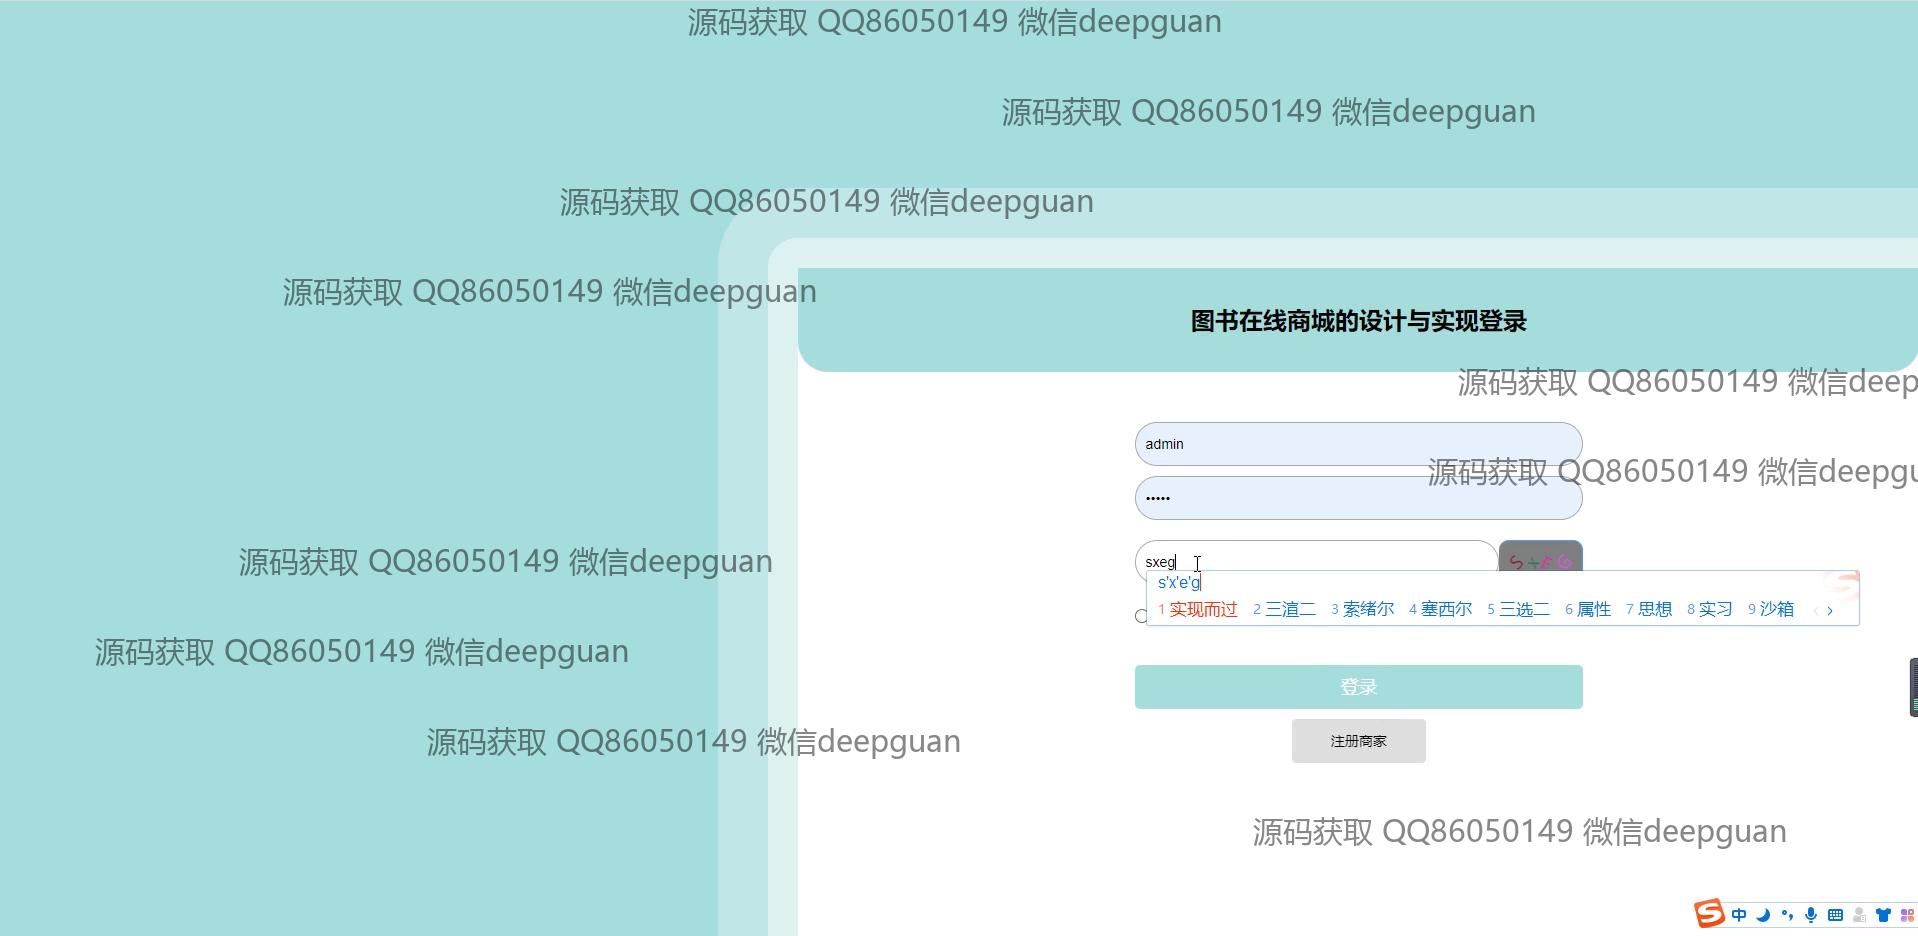 源码获取 QQ86050149 微信deepguan
源码获取 QQ86050149 微信deepguan
源码获取 QQ86050149 微信deepguan
源码获取 QQ86050149 微信deepguan
图书在线商城的设计与实现登录
源码获取 QQ86050149 微信deep
admin
源码获取 QQ86050149 微信deepgu
•••••
源码获取 QQ86050149 微信deepguan
sxeg
s'x'e'g
1 实现而过 2 三渲二 3 索绪尔 4 塞西尔 5 三选二 6 属性 7 思想 8 实习 9 沙箱
源码获取 QQ86050149 微信deepguan
登录
源码获取 QQ86050149 微信deepguan
注册商家
源码获取 QQ86050149 微信deepguan
中